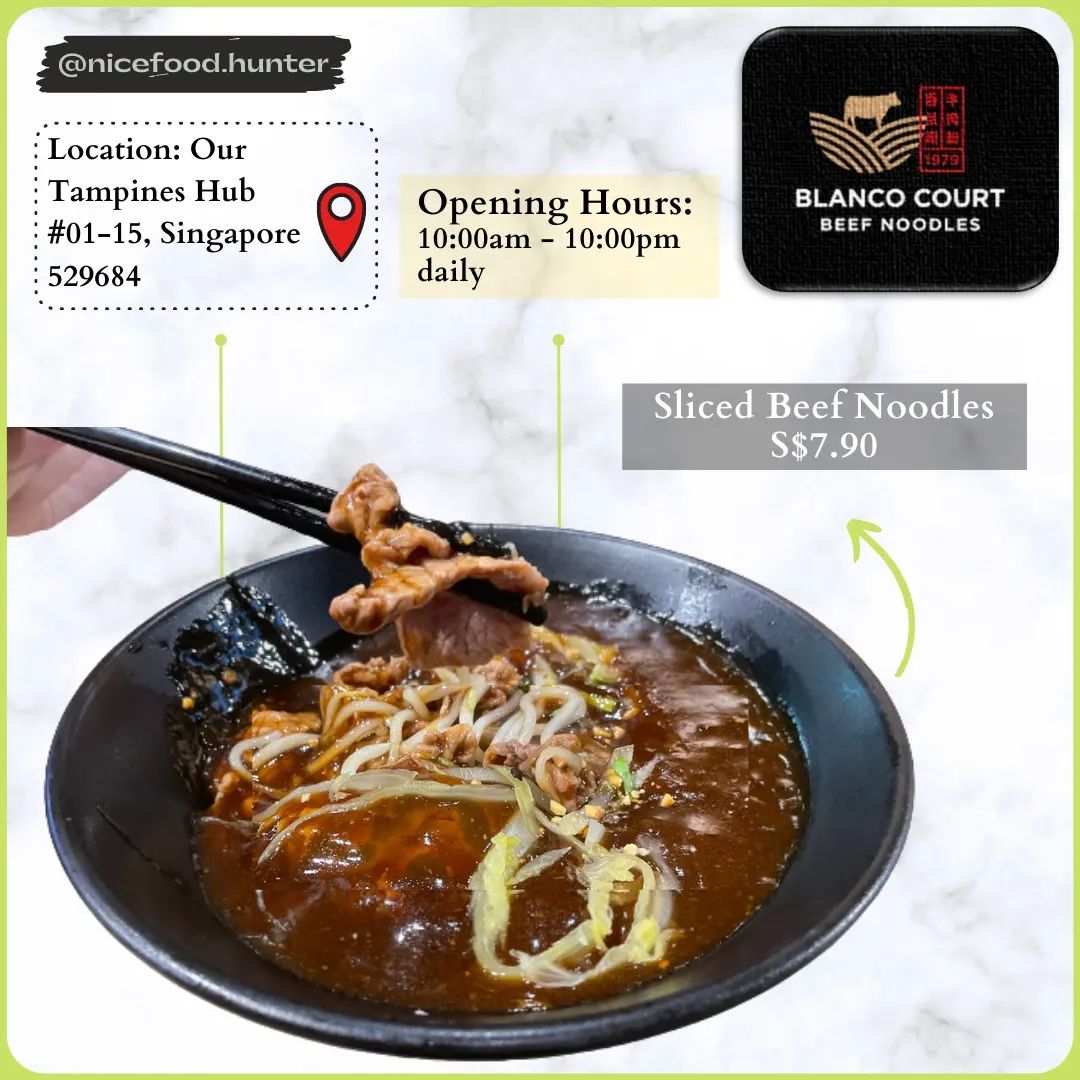 @nicefood.hunter
Location: Our
Tampines Hub
#01-15, Singapore
529684
Opening Hours:
10:00am - 10:00pm
daily
1979
BLANCO COURT
BEEF NOODLES
Sliced Beef Noodles
S$7.90